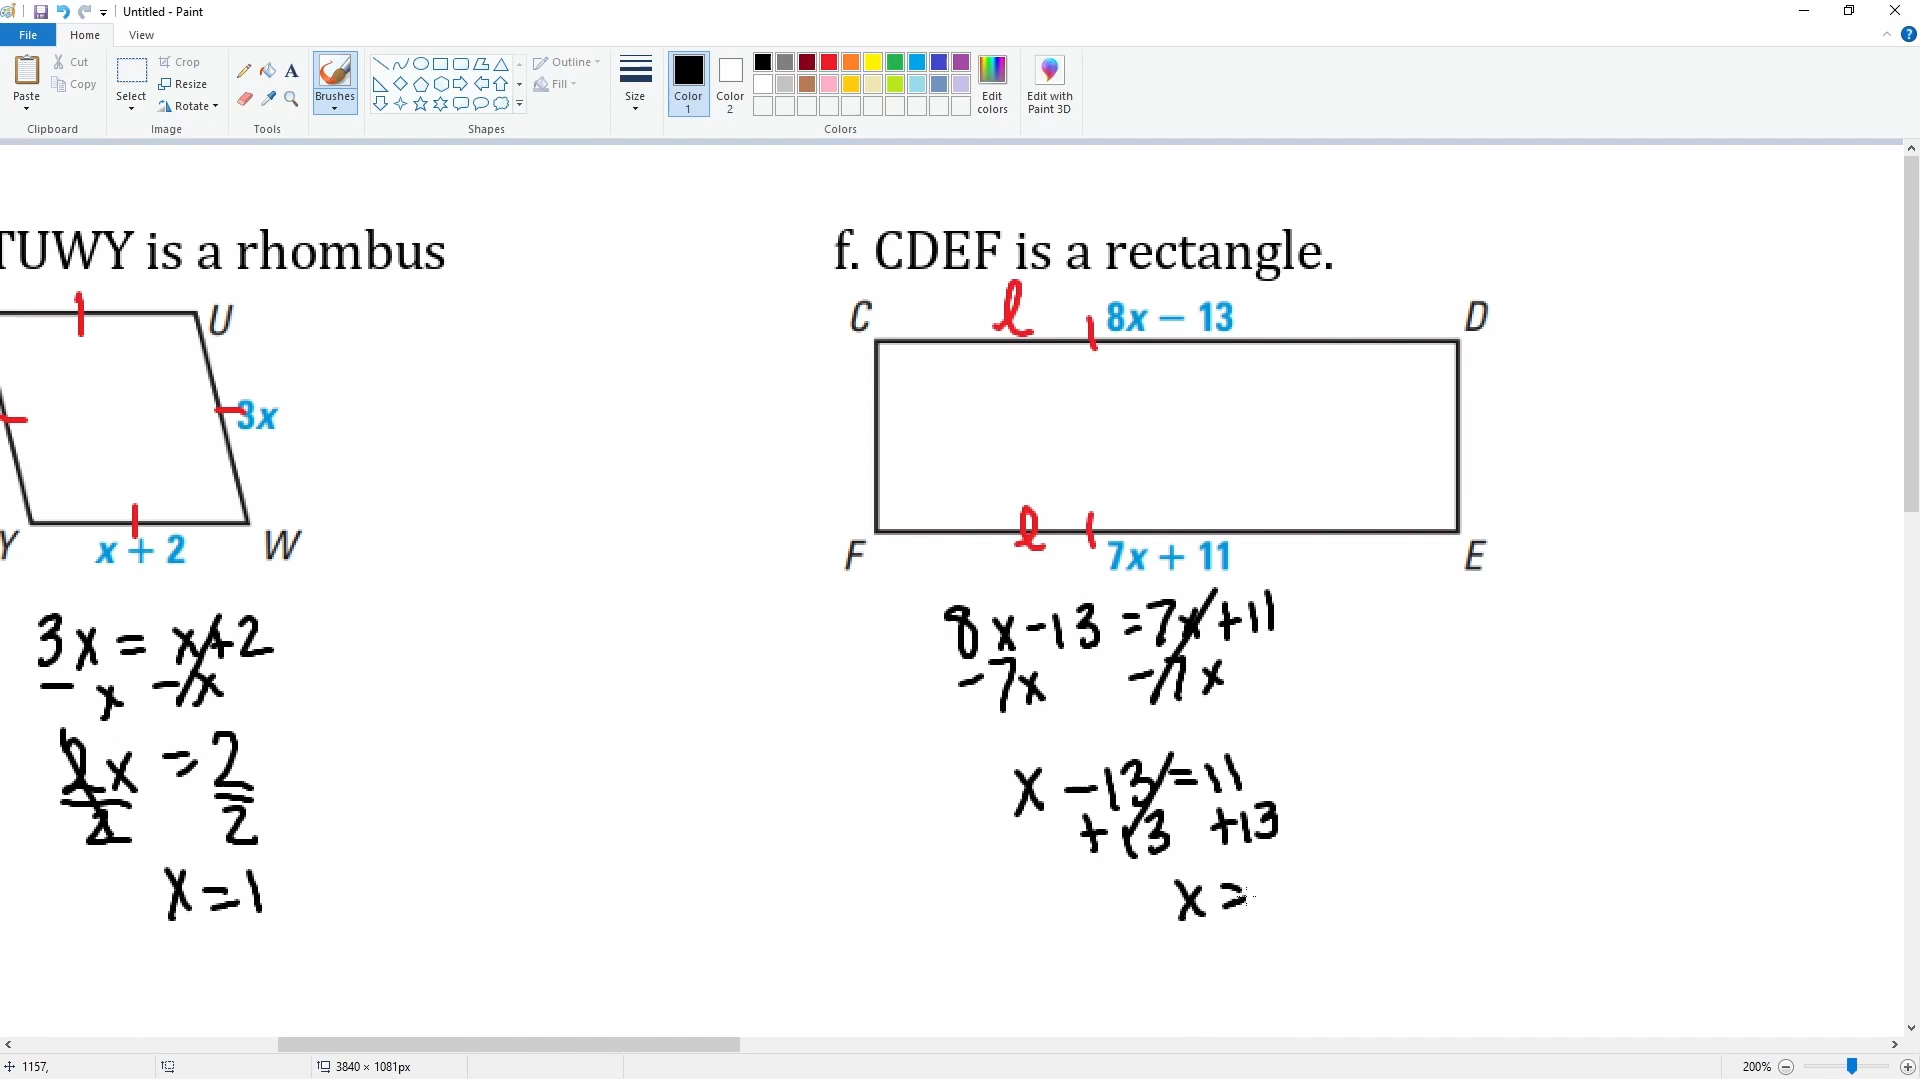 Untitled - Paint
File Home View
Paste Cut Copy Clipboard
Select Crop Resize Rotate Image
A Tools
Brushes
Outline Fill Shapes
Size
Color 1 Color 2 Edit colors Colors
Edit with Paint 3D
TUWY is a rhombus
U
3x
Y x + 2 W
3x = x+2
- x -x
2x = 2
2 2
x = 1
f. CDEF is a rectangle.
C l 8x − 13 D
F l 7x + 11 E
8x-13 = 7x+11
-7x -7x
x -13 = 11
+13 +13
x =
1157,
3840 × 1081px
200%